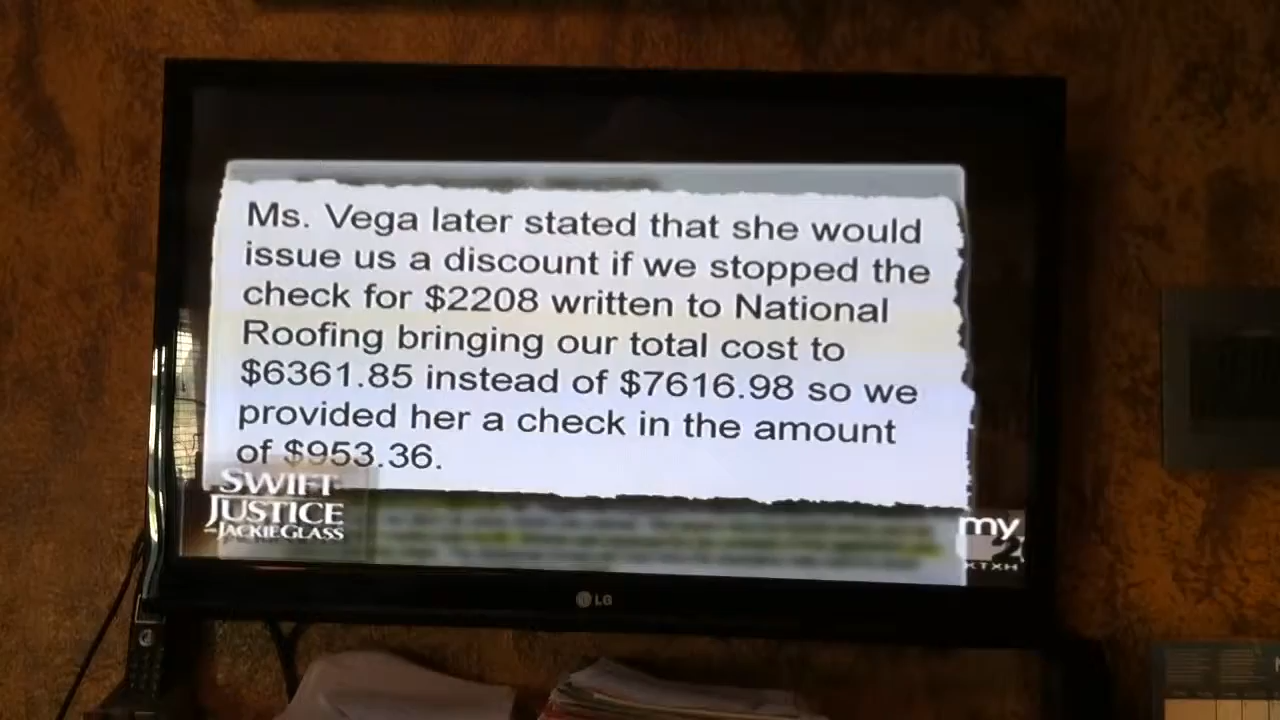 Ms. Vega later stated that she would
issue us a discount if we stopped the
check for $2208 written to National
Roofing bringing our total cost to
$6361.85 instead of $7616.98 so we
provided her a check in the amount
of $953.36.
SWIFT
JUSTICE
JACKIE GLASS
my
2
KTXH
LG